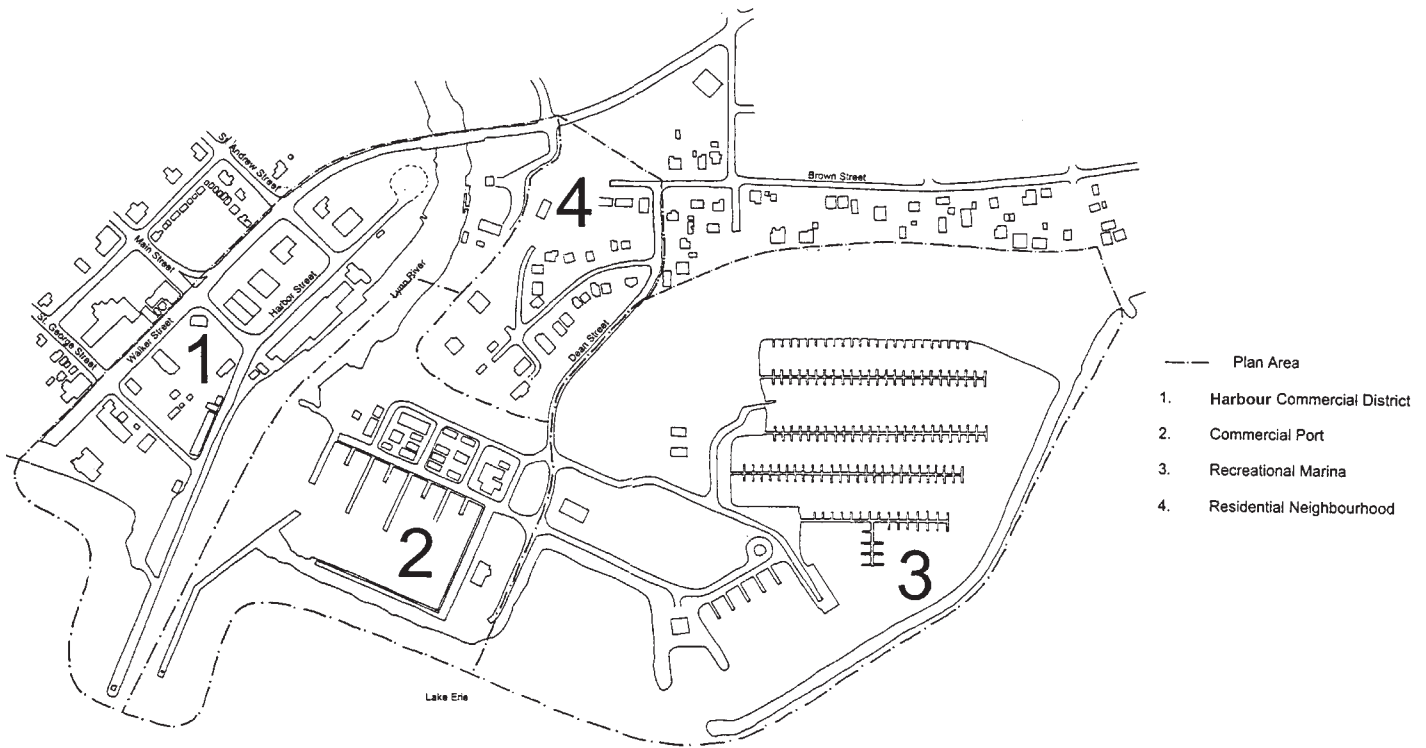 St. Andrew Street
Main Street
St. George Street
Walker Street
Harbor Street
Lynn River
Dean Street
Brown Street
Lake Erie
1
2
3
4
Plan Area
1. Harbour Commercial District
2. Commercial Port
3. Recreational Marina
4. Residential Neighbourhood